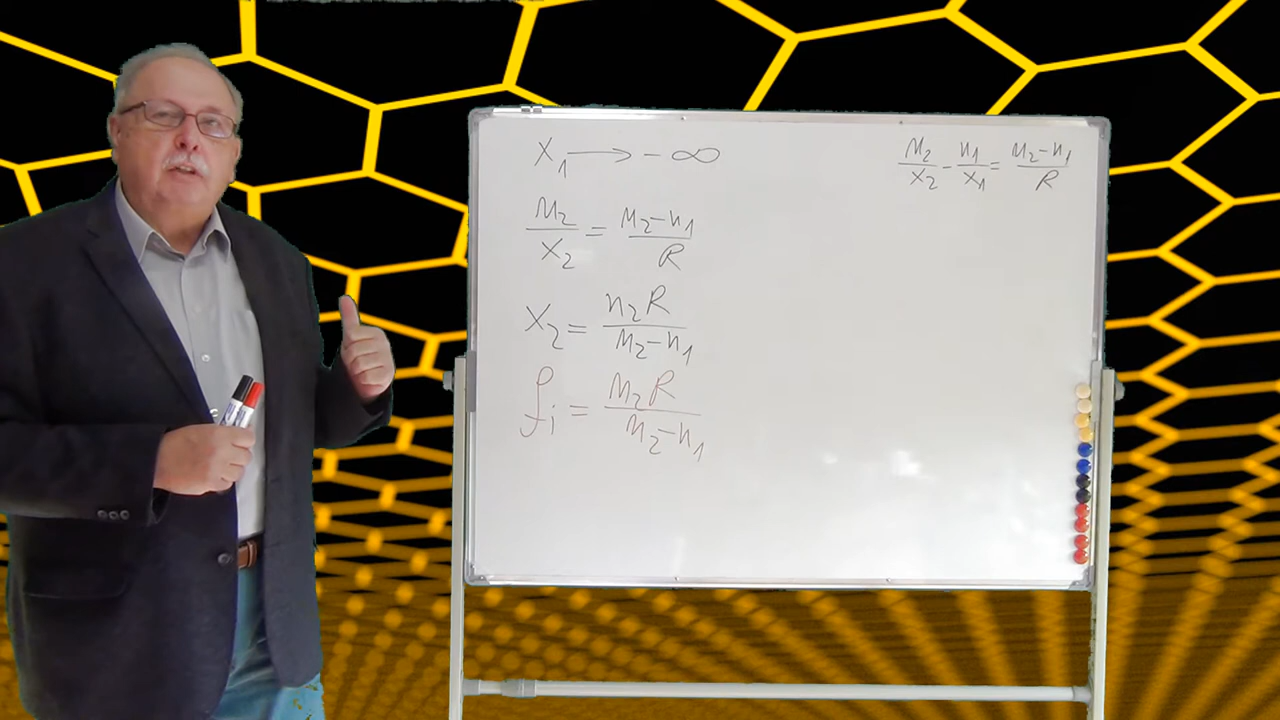 x₁ → -∞
n₂/x₂ = n₂-n₁/R
x₂ = n₂R/n₂-n₁
fᵢ = n₂R/n₂-n₁
n₂/x₂ - n₁/x₁ = n₂-n₁/R